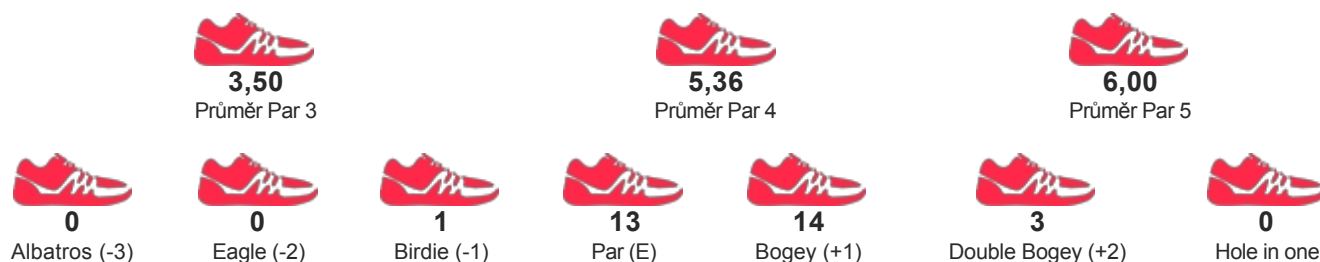 3,50 5,36 6,00
Průměr Par 3 Průměr Par 4 Průměr Par 5
0 0 1 13 14 3 0
Albatros (-3) Eagle (-2) Birdie (-1) Par (E) Bogey (+1) Double Bogey (+2) Hole in one